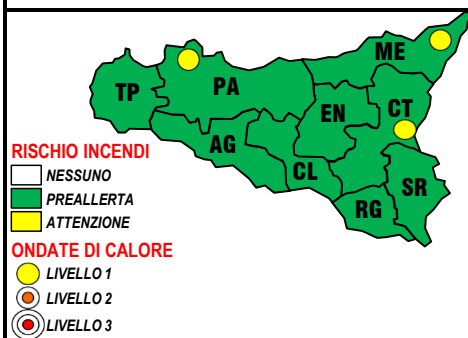 ME
TP
PA
EN
CT
AG
CL
SR
RG
RISCHIO INCENDI
NESSUNO
PREALLERTA
ATTENZIONE
ONDATE DI CALORE
LIVELLO 1
LIVELLO 2
LIVELLO 3